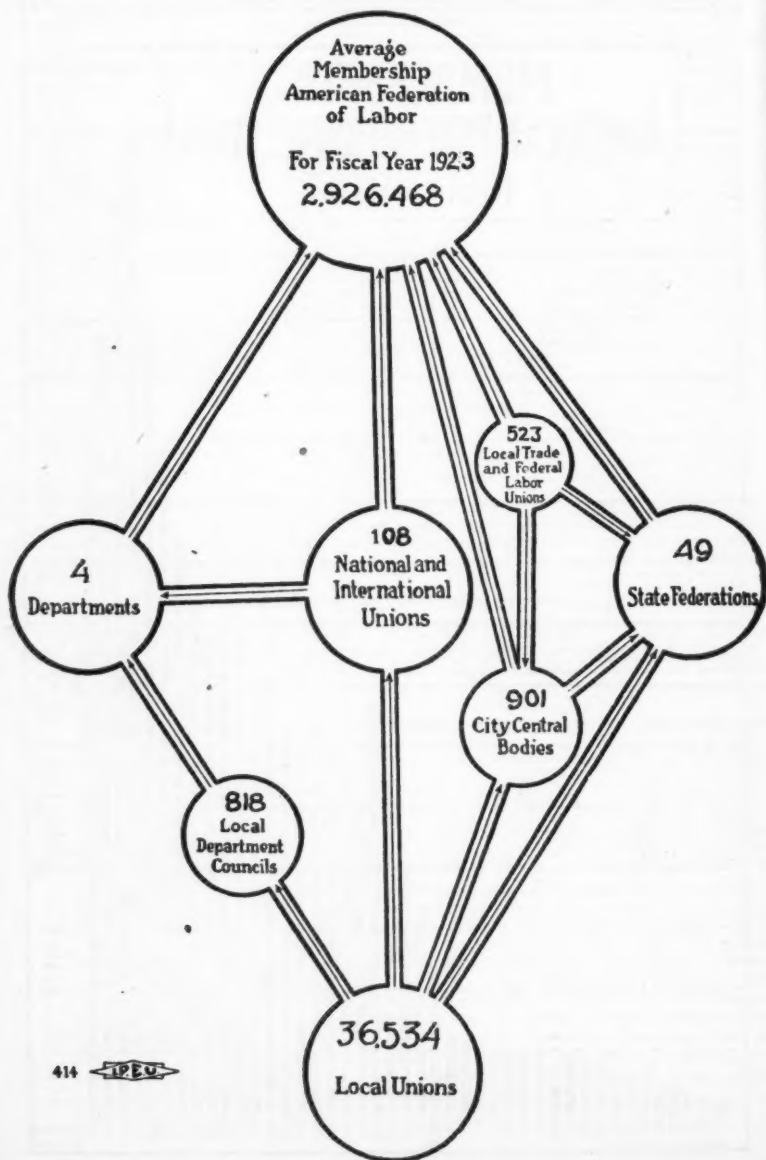 Average
Membership
American Federation
of Labor
For Fiscal Year 1923
2,926,468
523
Local Trade
and Federal
Labor
Unions
4
Departments
108
National and
International
Unions
49
State Federations
901
City Central
Bodies
818
Local
Department
Councils
36,534
Local Unions
414
I.P.E.U